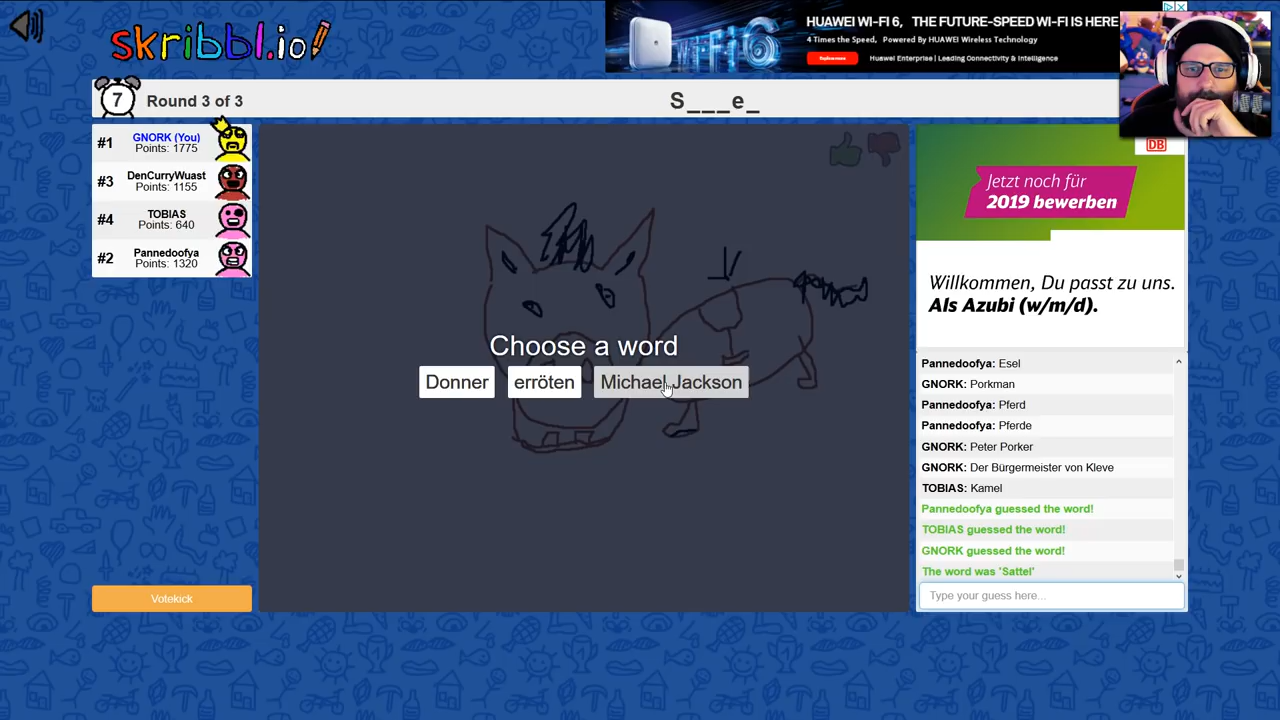 skribbl.io
HUAWEI WI-FI 6, THE FUTURE-SPEED WI-FI IS HERE
4 Times the Speed, Powered By HUAWEI Wireless Technology
Huawei Enterprise | Leading Connectivity & Intelligence
7
Round 3 of 3
S___e_
#1
GNORK (You)
Points: 1775
#3
DenCurryWuast
Points: 1155
#4
TOBIAS
Points: 640
#2
Pannedoofya
Points: 1320
Votekick
Choose a word
Donner
erröten
Michael Jackson
DB
Jetzt noch für
2019 bewerben
Willkommen, Du passt zu uns.
Als Azubi (w/m/d).
Pannedoofya: Esel
GNORK: Porkman
Pannedoofya: Pferd
Pannedoofya: Pferde
GNORK: Peter Porker
GNORK: Der Bürgermeister von Kleve
TOBIAS: Kamel
Pannedoofya guessed the word!
TOBIAS guessed the word!
GNORK guessed the word!
The word was 'Sattel'
Type your guess here...